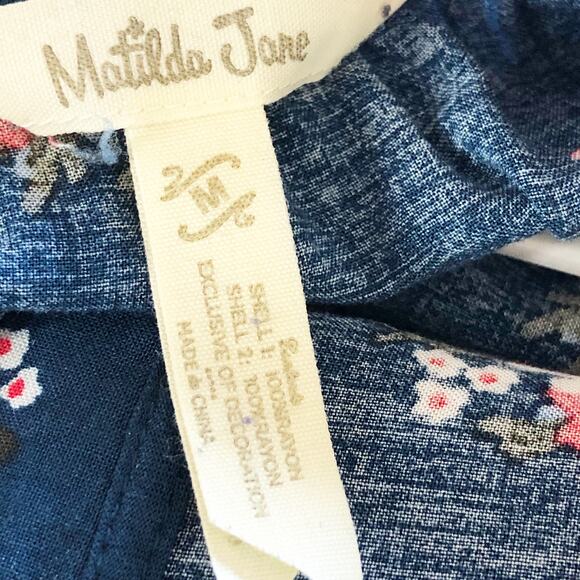 Matilda Jane
M
SHELL 1: 100%RAYON
SHELL 2: 100%RAYON
EXCLUSIVE OF DECORATION
MADE IN CHINA